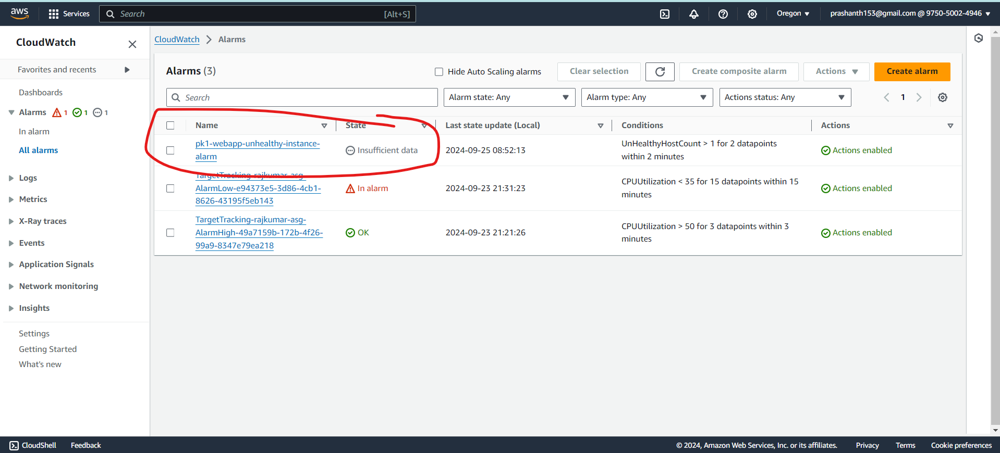 aws
Services
Search
[Alt+S]
Oregon
prashanth153@gmail.com @ 9750-5002-4946
CloudWatch
Favorites and recents
Dashboards
Alarms 1 1 1
In alarm
All alarms
Logs
Metrics
X-Ray traces
Events
Application Signals
Network monitoring
Insights
Settings
Getting Started
What's new
CloudWatch > Alarms
Alarms (3)
Hide Auto Scaling alarms
Clear selection
Create composite alarm
Actions
Create alarm
Search
Alarm state: Any
Alarm type: Any
Actions status: Any
1
Name
State
Last state update (Local)
Conditions
Actions
pk1-webapp-unhealthy-instance-
alarm
Insufficient data
2024-09-25 08:52:13
UnHealthyHostCount > 1 for 2 datapoints
within 2 minutes
Actions enabled
TargetTracking-rajkumar-asg-
AlarmLow-e94373e5-3d86-4cb1-
8626-43195f5eb143
In alarm
2024-09-23 21:31:23
CPUUtilization < 35 for 15 datapoints within 15
minutes
Actions enabled
TargetTracking-rajkumar-asg-
AlarmHigh-49a7159b-172b-4f26-
99a9-8347e79ea218
OK
2024-09-23 21:21:26
CPUUtilization > 50 for 3 datapoints within 3
minutes
Actions enabled
CloudShell
Feedback
© 2024, Amazon Web Services, Inc. or its affiliates.
Privacy
Terms
Cookie preferences